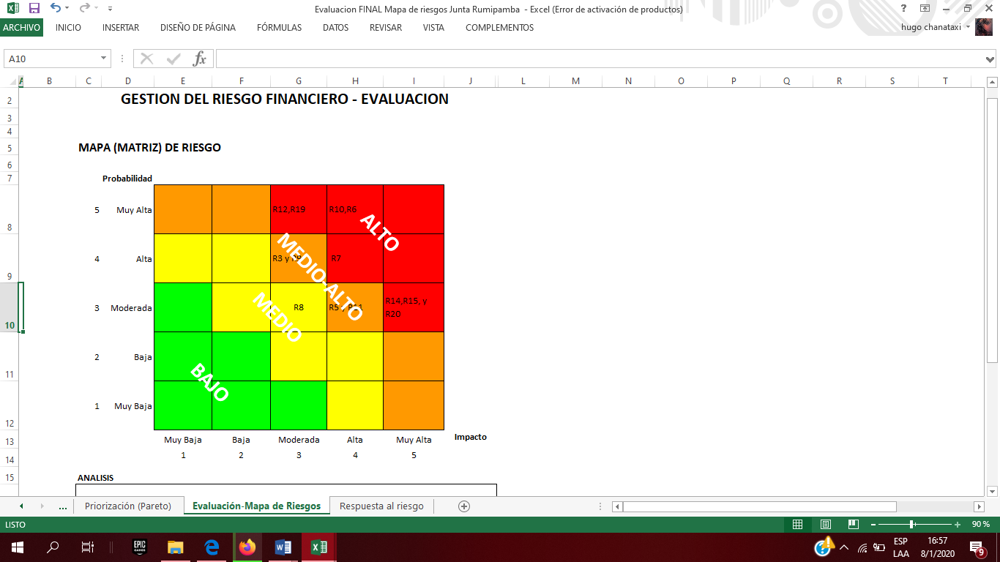 Evaluacion FINAL Mapa de riesgos Junta Rumipamba - Excel (Error de activación de productos)
?
ARCHIVO INICIO INSERTAR DISEÑO DE PÁGINA FÓRMULAS DATOS REVISAR VISTA COMPLEMENTOS hugo chanataxi
A10 fx
A B C D E F G H I J L M N O P Q R S T
2 GESTION DEL RIESGO FINANCIERO - EVALUACION
3
4
5 MAPA (MATRIZ) DE RIESGO
6
7 Probabilidad
5 Muy Alta R12,R19 R10,R6
8
ALTO
4 Alta R3 y R9 R7
9
MEDIO-ALTO
3 Moderada R8 R5 y R11 R14,R15, y
R20
10
MEDIO
2 Baja
11
BAJO
1 Muy Baja
12
13 Muy Baja Baja Moderada Alta Muy Alta Impacto
14 1 2 3 4 5
15 ANALISIS
... Priorización (Pareto) Evaluación-Mapa de Riesgos Respuesta al riesgo
LISTO 90 %
EPIC GAMES
ESP
LAA
16:57
8/1/2020
9